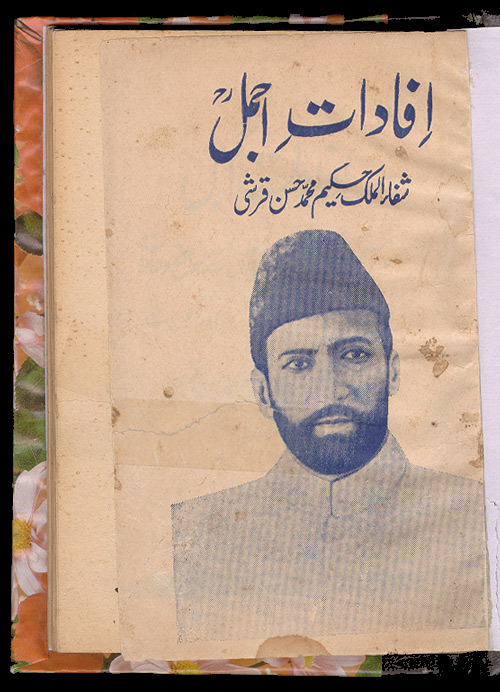 افاداتِ اجملؒ
شفاء الملک حکیم محمد حسن قرشی